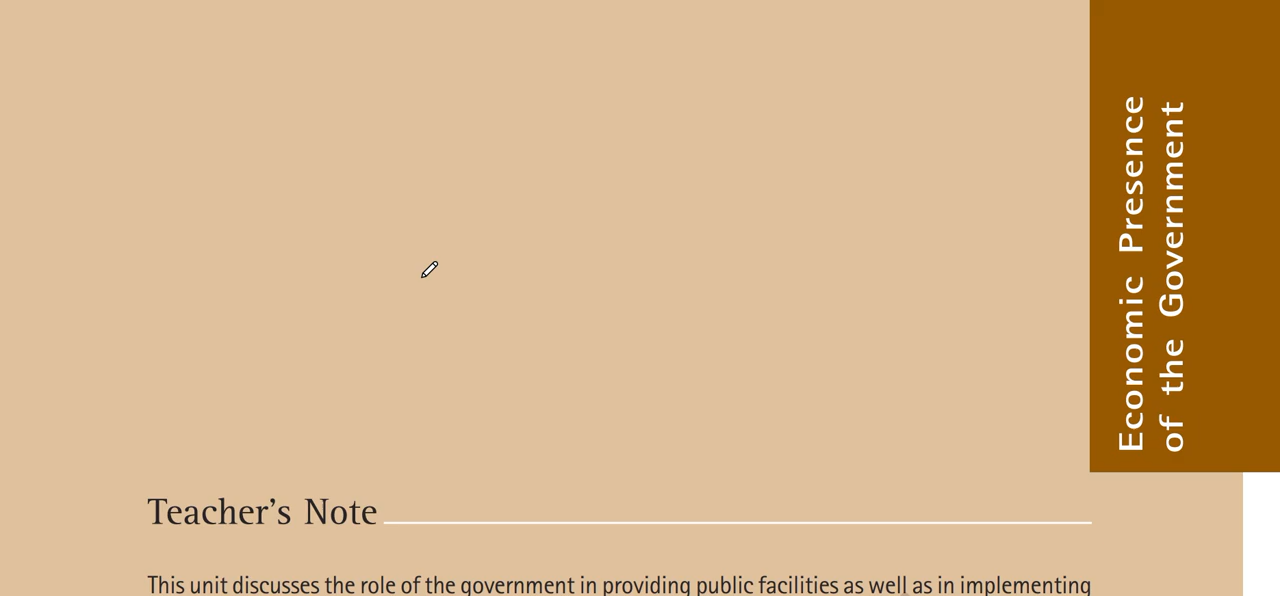 Economic Presence
of the Government
Teacher's Note
This unit discusses the role of the government in providing public facilities as well as in implementing